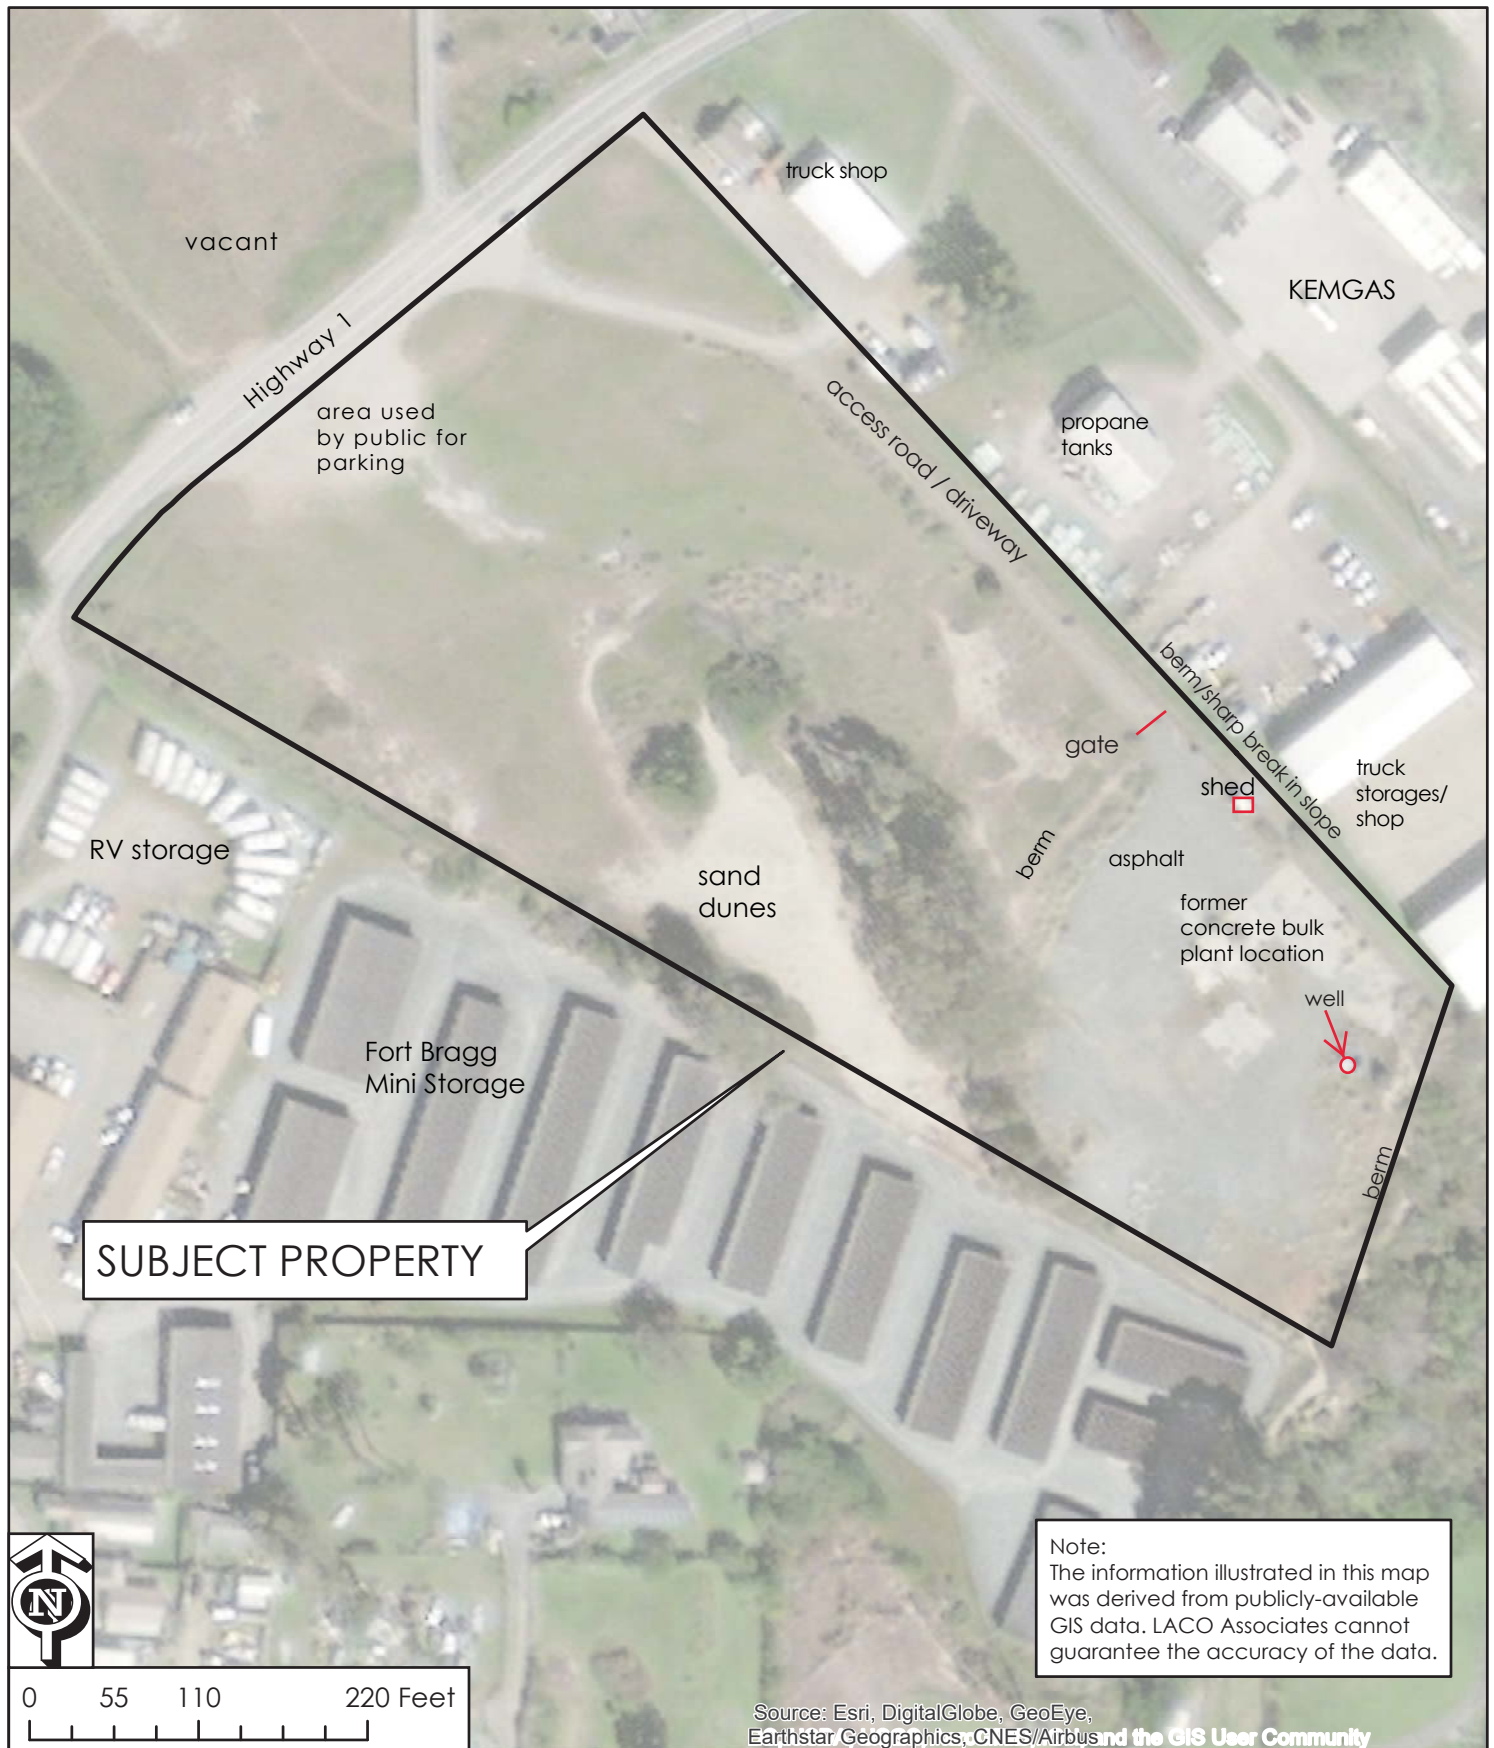 truck shop
vacant
KEMGAS
Highway 1
area used
by public for
parking
access road / driveway
propane
tanks
berm/sharp break in slope
gate
shed
truck
storages/
shop
RV storage
berm
asphalt
sand
dunes
former
concrete bulk
plant location
well
Fort Bragg
Mini Storage
berm
SUBJECT PROPERTY
Note:
The information illustrated in this map
was derived from publicly-available
GIS data. LACO Associates cannot
guarantee the accuracy of the data.
N
0 55 110 220 Feet
Source: Esri, DigitalGlobe, GeoEye,
Earthstar Geographics, CNES/Airbus
and the GIS User Community